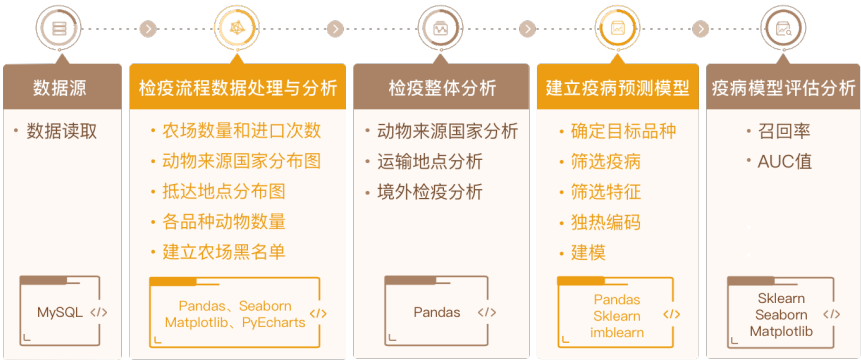 数据源
• 数据读取
MySQL </>
检疫流程数据处理与分析
• 农场数量和进口次数
• 动物来源国家分布图
• 抵达地点分布图
• 各品种动物数量
• 建立农场黑名单
Pandas、Seaborn
Matplotlib、PyEcharts </>
检疫整体分析
• 动物来源国家分析
• 运输地点分析
• 境外检疫分析
Pandas </>
建立疫病预测模型
• 确定目标品种
• 筛选疫病
• 筛选特征
• 独热编码
• 建模
Pandas
Sklearn </>
imblearn
疫病模型评估分析
• 召回率
• AUC值
Sklearn
Seaborn </>
Matplotlib